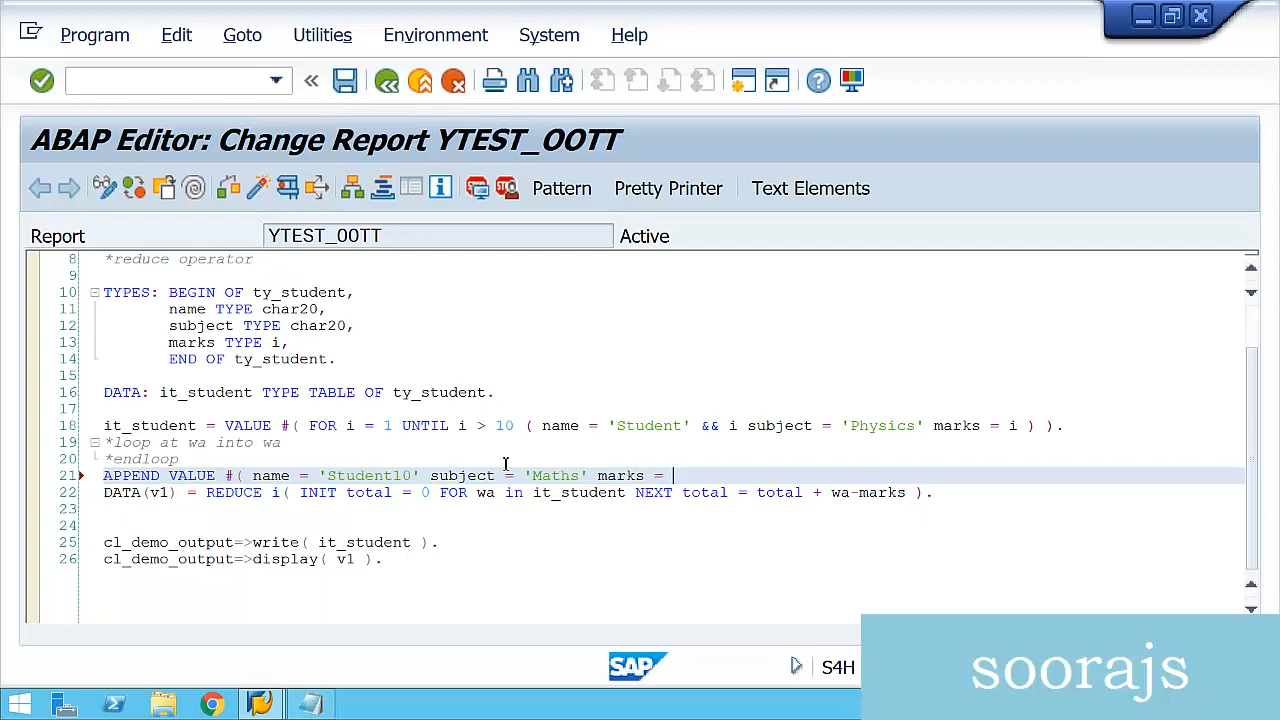 Program Edit Goto Utilities Environment System Help
ABAP Editor: Change Report YTEST_OOTT
Pattern Pretty Printer Text Elements
Report YTEST_OOTT Active
8 *reduce operator
9
10 TYPES: BEGIN OF ty_student,
11 name TYPE char20,
12 subject TYPE char20,
13 marks TYPE i,
14 END OF ty_student.
15
16 DATA: it_student TYPE TABLE OF ty_student.
17
18 it_student = VALUE #( FOR i = 1 UNTIL i > 10 ( name = 'Student' && i subject = 'Physics' marks = i ) ).
19 *loop at wa into wa
20 *endloop
21 APPEND VALUE #( name = 'Student10' subject = 'Maths' marks =
22 DATA(v1) = REDUCE i( INIT total = 0 FOR wa in it_student NEXT total = total + wa-marks ).
23
24
25 cl_demo_output=>write( it_student ).
26 cl_demo_output=>display( v1 ).
SAP S4H
soorajs